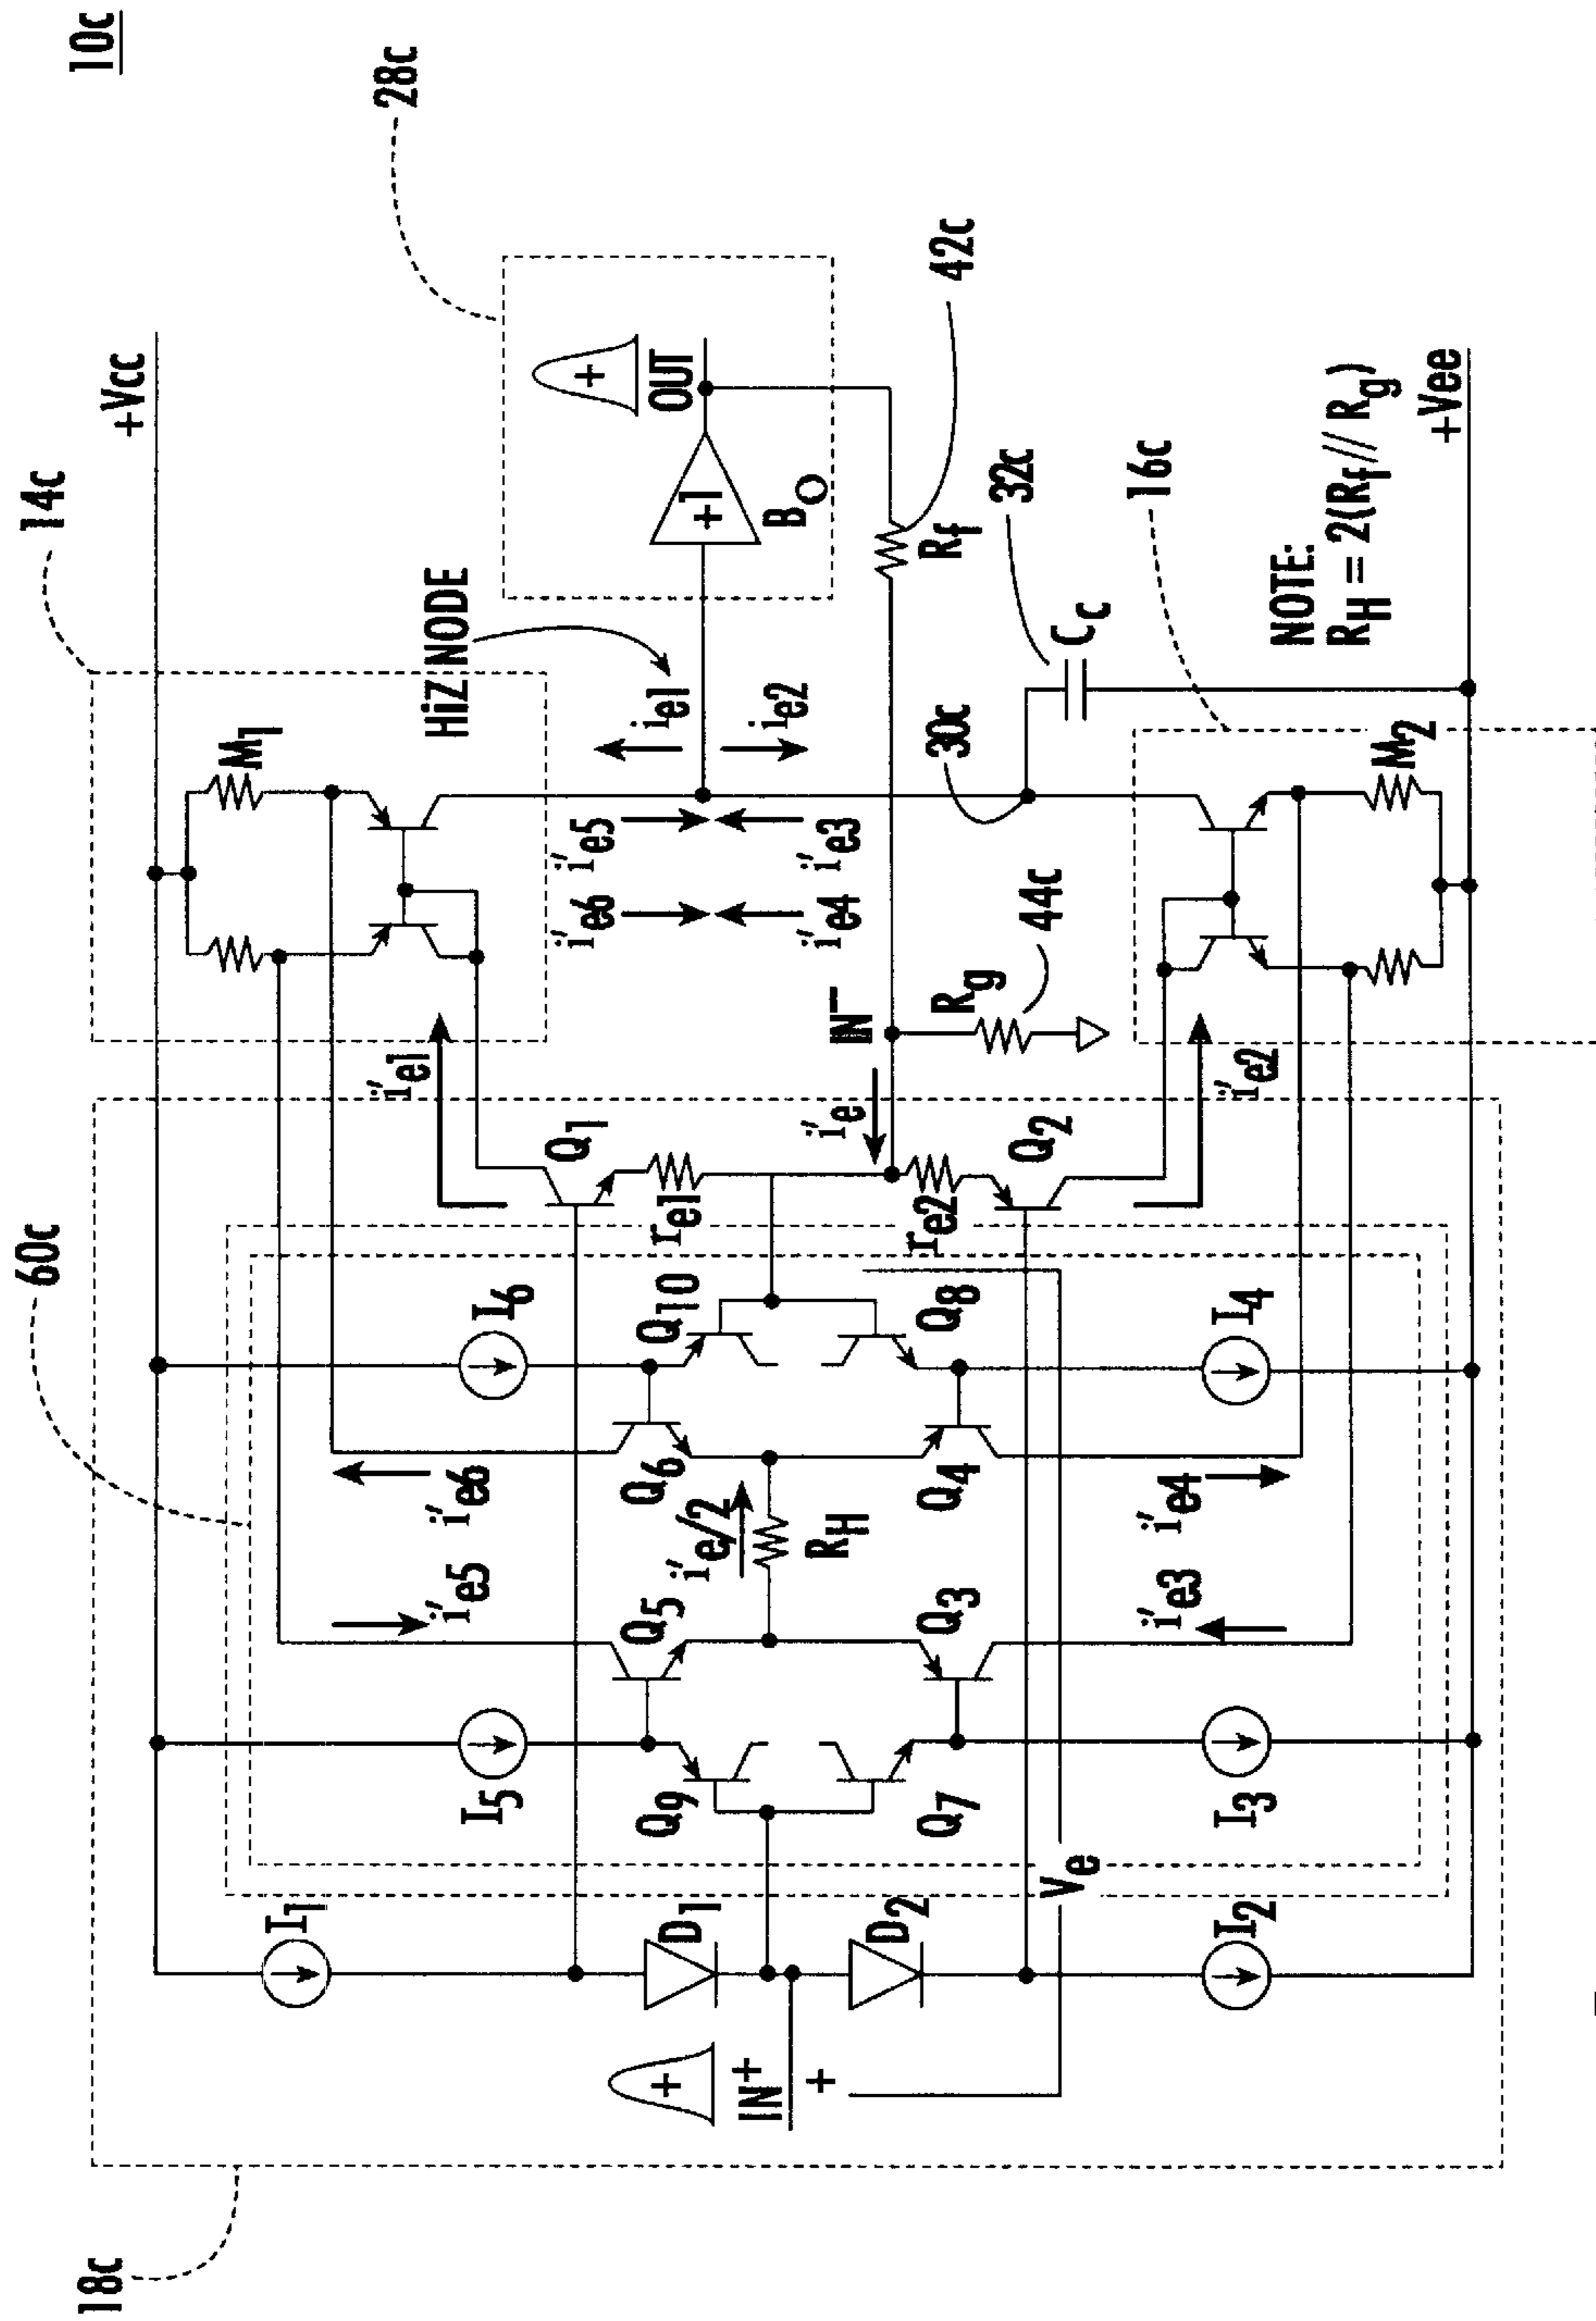 10c
18c
60c
14c
28c
+Vcc
I1
I5
I6
i'e1
M1
HiZ NODE
ie1
ie2
i'e6
i'e5
i'e4
i'e3
+
OUT
+1
BO
i'e5
i'e6
Q9
Q5
Q6
Q10
Q1
re1
D1
+
IN+
+
i'e/2
RH
i'e
IN−
Rg
44c
Rf
42c
D2
Q7
Q3
Q4
Q8
re2
Q2
30c
32c
CC
Ve
i'e3
i'e4
i'e2
I2
I3
I4
M2
16c
NOTE:
RH = 2(Rf // Rg)
+Vee